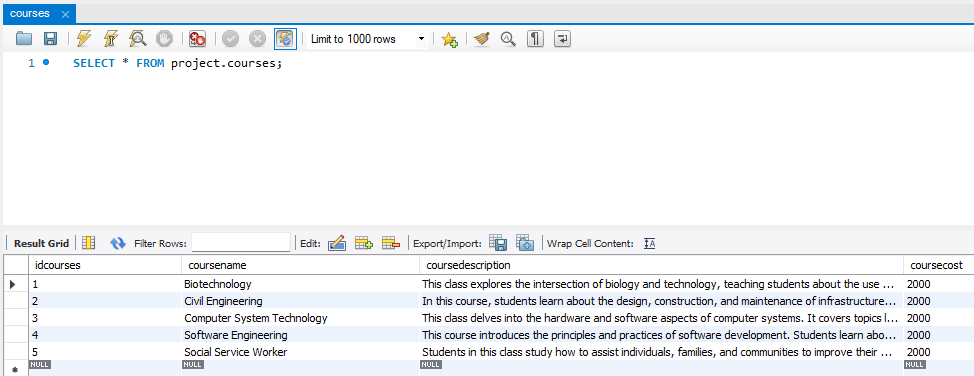 courses
Limit to 1000 rows
1 SELECT * FROM project.courses;
Result Grid Filter Rows: Edit: Export/Import: Wrap Cell Content:
idcourses coursename coursedescription coursecost
1 Biotechnology This class explores the intersection of biology and technology, teaching students about the use ... 2000
2 Civil Engineering In this course, students learn about the design, construction, and maintenance of infrastructure... 2000
3 Computer System Technology This class delves into the hardware and software aspects of computer systems. It covers topics l... 2000
4 Software Engineering This course introduces the principles and practices of software development. Students learn abo... 2000
5 Social Service Worker Students in this class study how to assist individuals, families, and communities to improve their ... 2000
NULL NULL NULL NULL